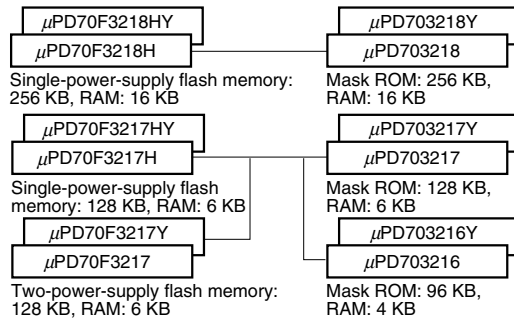 μPD70F3218HY
μPD70F3218H
Single-power-supply flash memory:
256 KB, RAM: 16 KB
μPD703218Y
μPD703218
Mask ROM: 256 KB,
RAM: 16 KB
μPD70F3217HY
μPD70F3217H
Single-power-supply flash
memory: 128 KB, RAM: 6 KB
μPD703217Y
μPD703217
Mask ROM: 128 KB,
RAM: 6 KB
μPD70F3217Y
μPD70F3217
Two-power-supply flash memory:
128 KB, RAM: 6 KB
μPD703216Y
μPD703216
Mask ROM: 96 KB,
RAM: 4 KB